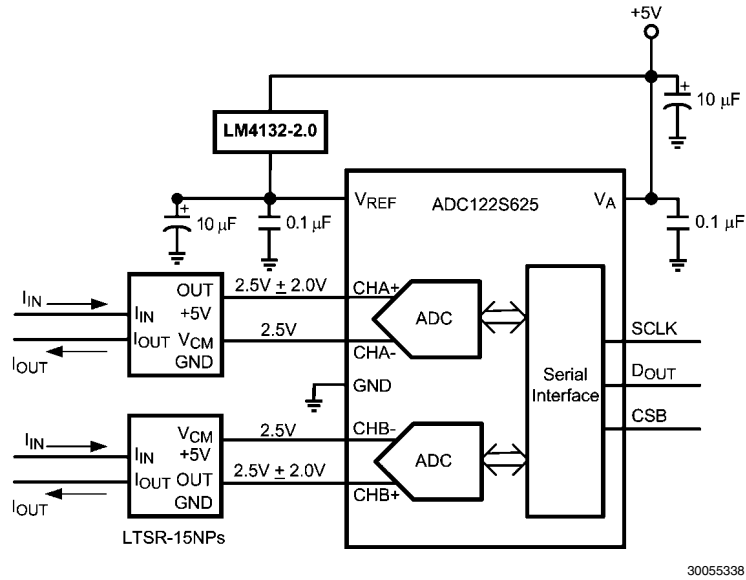 +5V
+
10 µF
LM4132-2.0
VREF
ADC122S625
VA
+
10 µF
0.1 µF
0.1 µF
IIN
OUT
2.5V ± 2.0V
CHA+
IIN
+5V
ADC
IOUT
VCM
2.5V
SCLK
IOUT
GND
CHA-
GND
Serial
Interface
DOUT
IIN
VCM
2.5V
CHB-
CSB
IIN
+5V
ADC
IOUT
OUT
2.5V ± 2.0V
CHB+
IOUT
GND
LTSR-15NPs
30055338